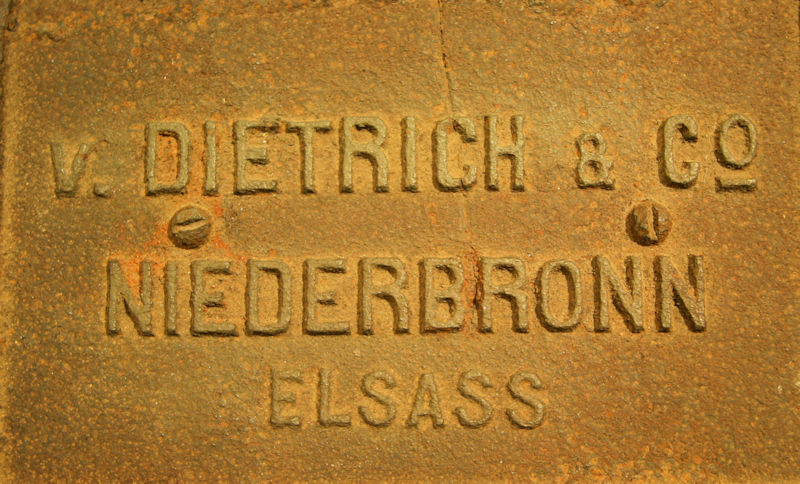 v. DIETRICH & Co
NIEDERBRONN
ELSASS